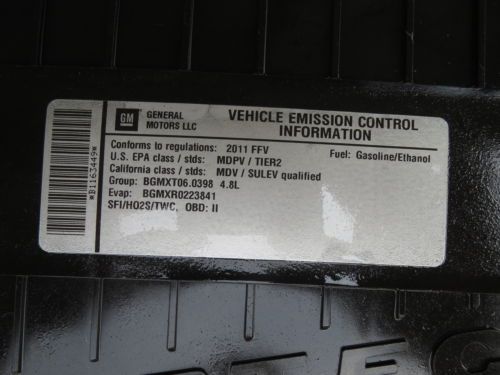 GM
GENERAL MOTORS LLC
VEHICLE EMISSION CONTROL
INFORMATION
Conforms to regulations: 2011 FFV Fuel: Gasoline/Ethanol
U.S. EPA class / stds: MDPV / TIER2
California class / stds: MDV / SULEV qualified
Group: BGMXT06.0398 4.8L
Evap: BGMXR0223841
SFI/HO2S/TWC, OBD: II
*B1163449*